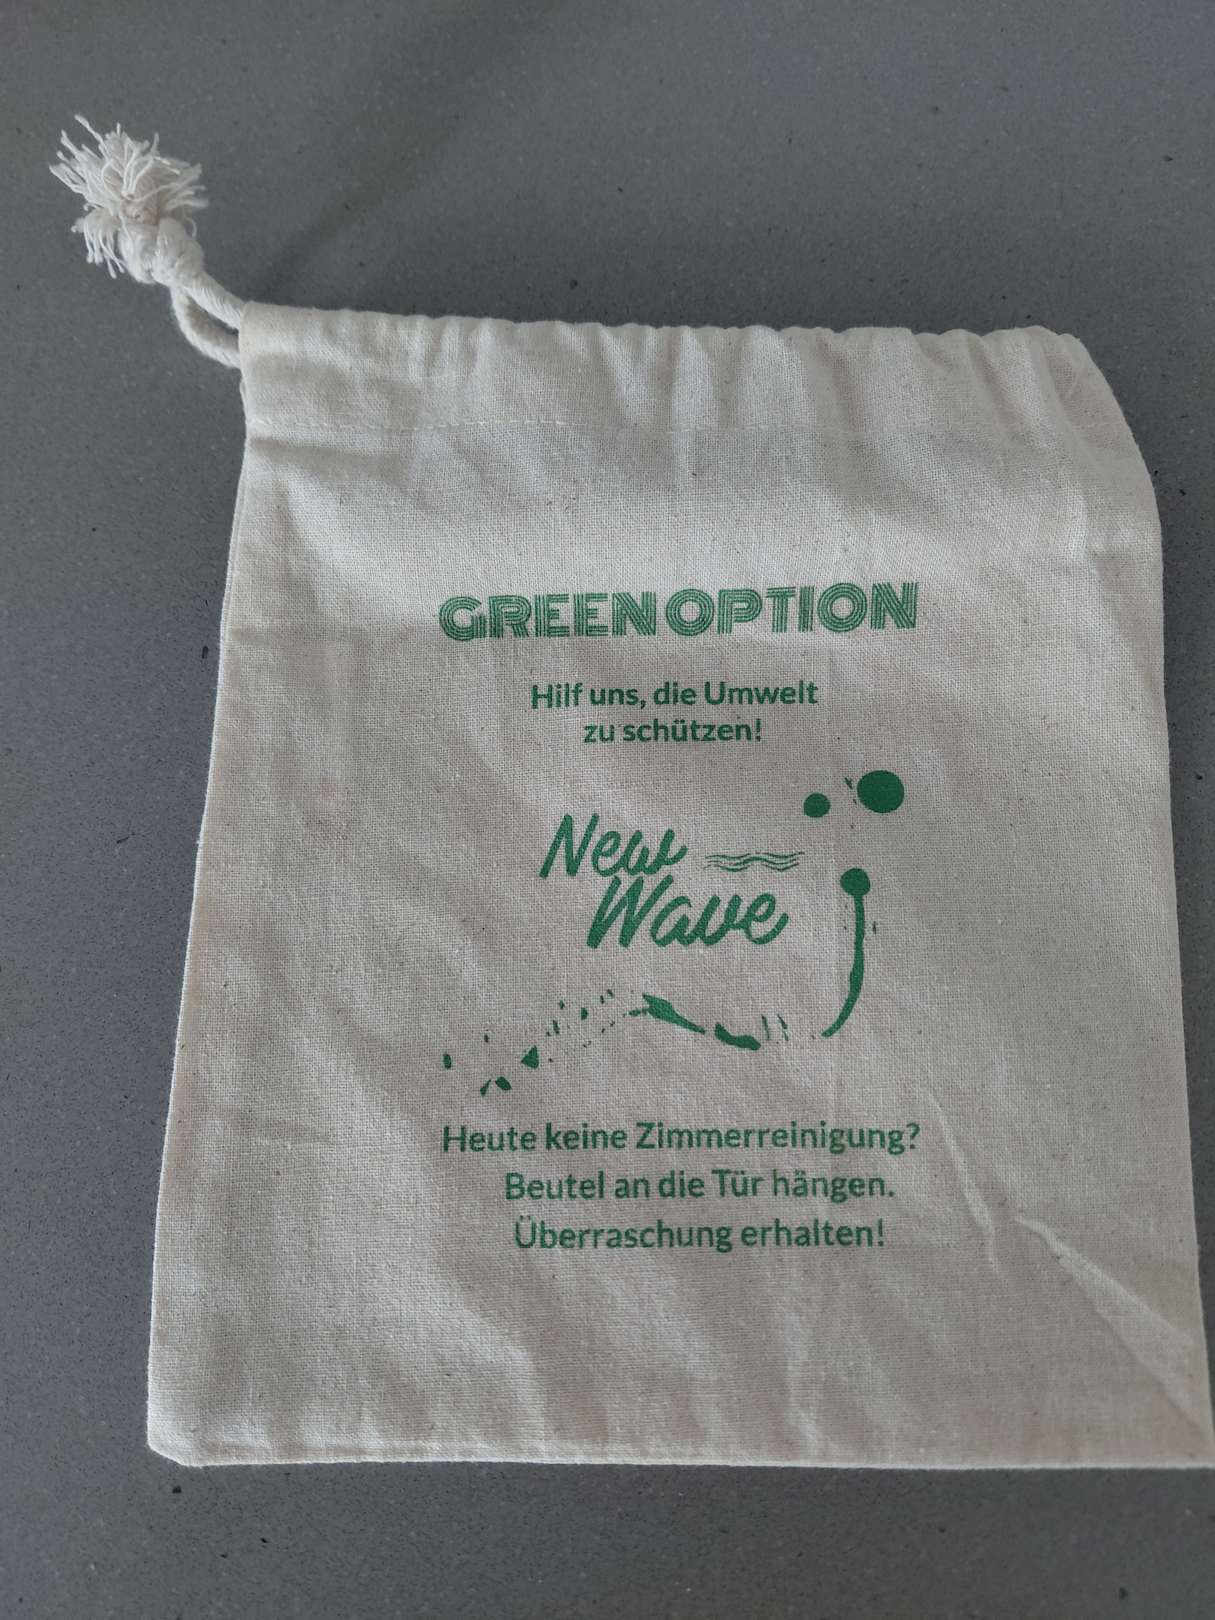 GREEN OPTION
Hilf uns, die Umwelt
zu schützen!
New
Wave
Heute keine Zimmerreinigung?
Beutel an die Tür hängen.
Überraschung erhalten!